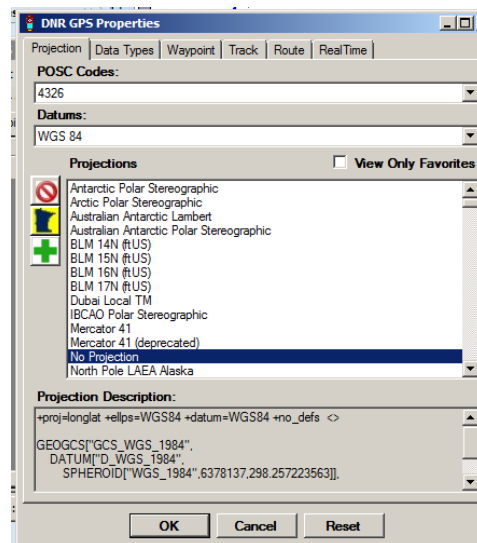 DNR GPS Properties
Projection Data Types Waypoint Track Route RealTime
POSC Codes:
4326
Datums:
WGS 84
Projections View Only Favorites
Antarctic Polar Stereographic
Arctic Polar Stereographic
Australian Antarctic Lambert
Australian Antarctic Polar Stereographic
BLM 14N (ftUS)
BLM 15N (ftUS)
BLM 16N (ftUS)
BLM 17N (ftUS)
Dubai Local TM
IBCAO Polar Stereographic
Mercator 41
Mercator 41 (deprecated)
No Projection
North Pole LAEA Alaska
Projection Description:
+proj=longlat +ellps=WGS84 +datum=WGS84 +no_defs <>
GEOGCS["GCS_WGS_1984",
DATUM["D_WGS_1984",
SPHEROID["WGS_1984",6378137,298.257223563]],
OK Cancel Reset